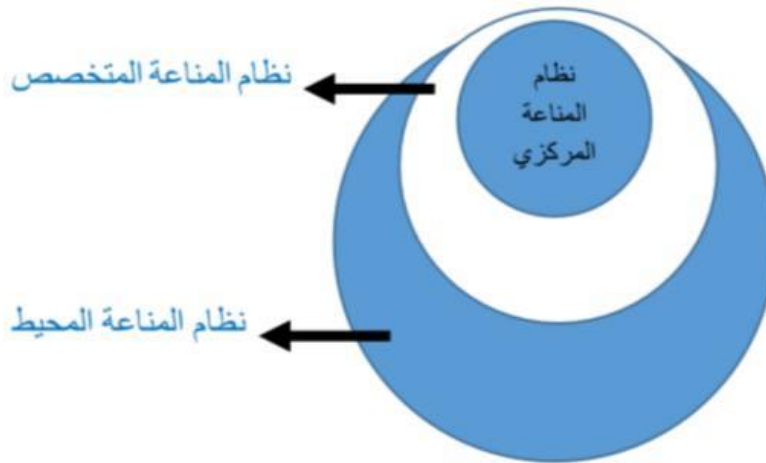 نظام المناعة المتخصص
نظام
المناعة
المركزي
نظام المناعة المحيط